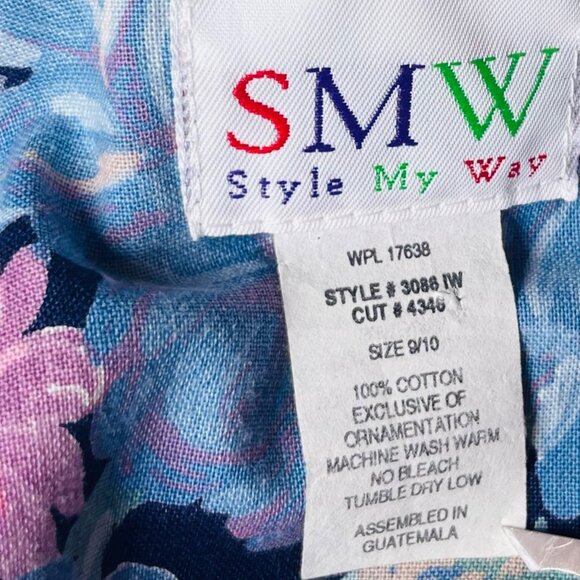 SMW
Style My Way
WPL 17638
STYLE # 3086 IW
CUT # 4346
SIZE 9/10
100% COTTON
EXCLUSIVE OF
ORNAMENTATION
MACHINE WASH WARM
NO BLEACH
TUMBLE DRY LOW
ASSEMBLED IN
GUATEMALA